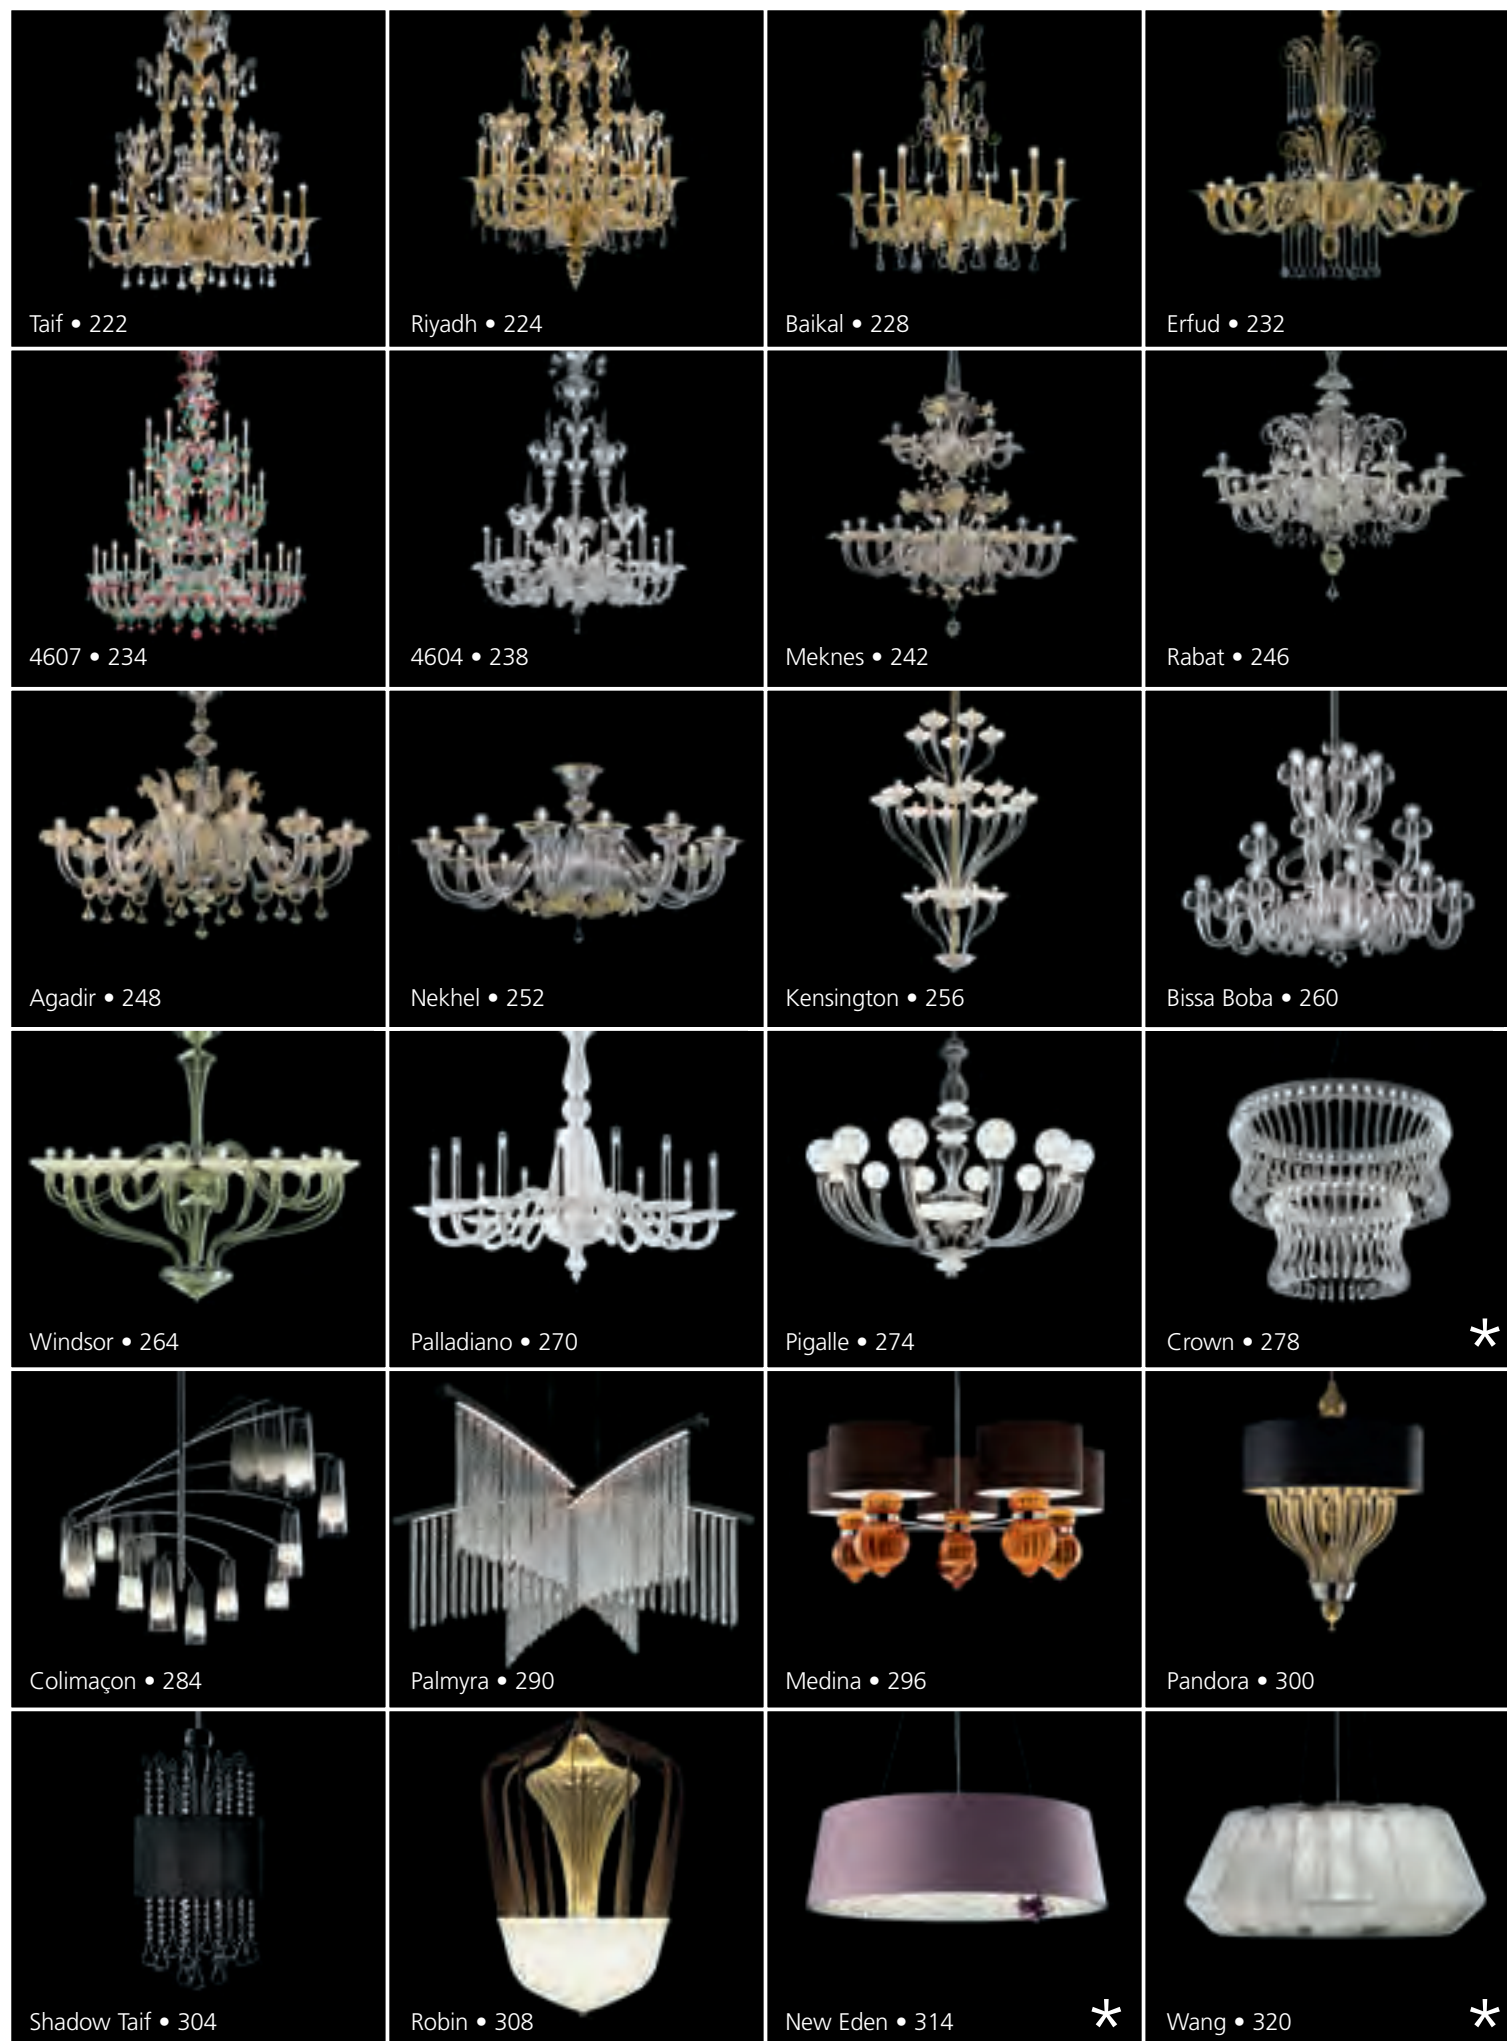 Taif • 222
Riyadh • 224
Baikal • 228
Erfud • 232
4607 • 234
4604 • 238
Meknes • 242
Rabat • 246
Agadir • 248
Nekhel • 252
Kensington • 256
Bissa Boba • 260
Windsor • 264
Palladiano • 270
Pigalle • 274
Crown • 278 *
Colimaçon • 284
Palmyra • 290
Medina • 296
Pandora • 300
Shadow Taif • 304
Robin • 308
New Eden • 314 *
Wang • 320 *